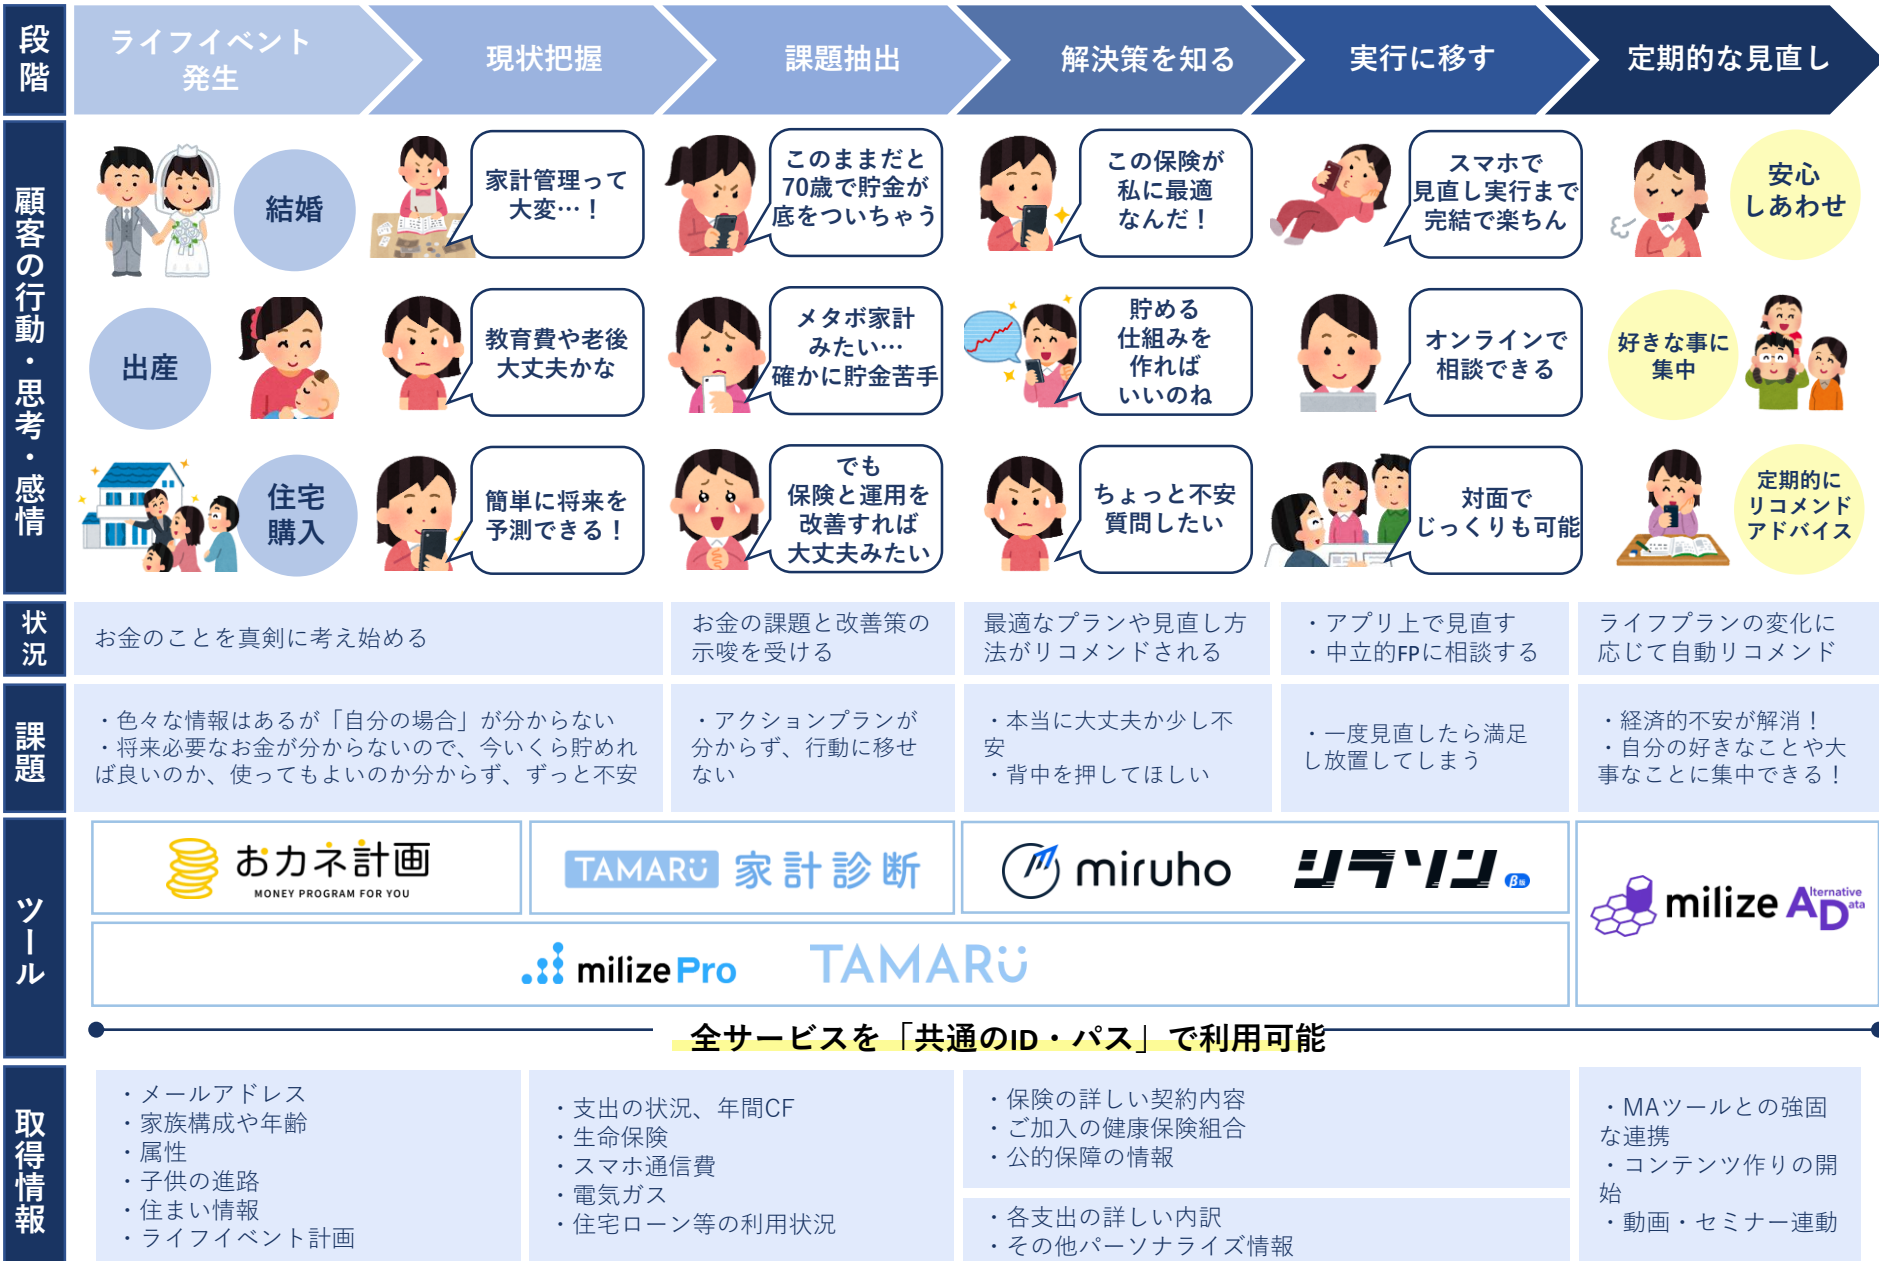 段階
ライフイベント
発生
現状把握
課題抽出
解決策を知る
実行に移す
定期的な見直し
顧客の行動・思考・感情
結婚
家計管理って
大変…！
このままだと
70歳で貯金が
底をついちゃう
この保険が
私に最適
なんだ！
スマホで
見直し実行まで
完結で楽ちん
安心
しあわせ
出産
教育費や老後
大丈夫かな
メタボ家計
みたい…
確かに貯金苦手
貯める
仕組みを
作れば
いいのね
オンラインで
相談できる
好きな事に
集中
住宅
購入
簡単に将来を
予測できる！
でも
保険と運用を
改善すれば
大丈夫みたい
ちょっと不安
質問したい
対面で
じっくりも可能
定期的に
リコメンド
アドバイス
状況
お金のことを真剣に考え始める
お金の課題と改善策の
示唆を受ける
最適なプランや見直し方
法がリコメンドされる
・アプリ上で見直す
・中立的FPに相談する
ライフプランの変化に
応じて自動リコメンド
課題
・色々な情報はあるが「自分の場合」が分からない
・将来必要なお金が分からないので、今いくら貯めれ
ば良いのか、使ってもよいのか分からず、ずっと不安
・アクションプランが
分からず、行動に移せ
ない
・本当に大丈夫か少し不
安
・背中を押してほしい
・一度見直したら満足
し放置してしまう
・経済的不安が解消！
・自分の好きなことや大
事なことに集中できる！
ツール
おカネ計画
MONEY PROGRAM FOR YOU
TAMARÜ 家計診断
miruho
シラソン β版
milize Alternative Data
milize Pro
TAMARÜ
全サービスを「共通のID・パス」で利用可能
取得情報
・メールアドレス
・家族構成や年齢
・属性
・子供の進路
・住まい情報
・ライフイベント計画
・支出の状況、年間CF
・生命保険
・スマホ通信費
・電気ガス
・住宅ローン等の利用状況
・保険の詳しい契約内容
・ご加入の健康保険組合
・公的保障の情報
・各支出の詳しい内訳
・その他パーソナライズ情報
・MAツールとの強固
な連携
・コンテンツ作りの開
始
・動画・セミナー連動